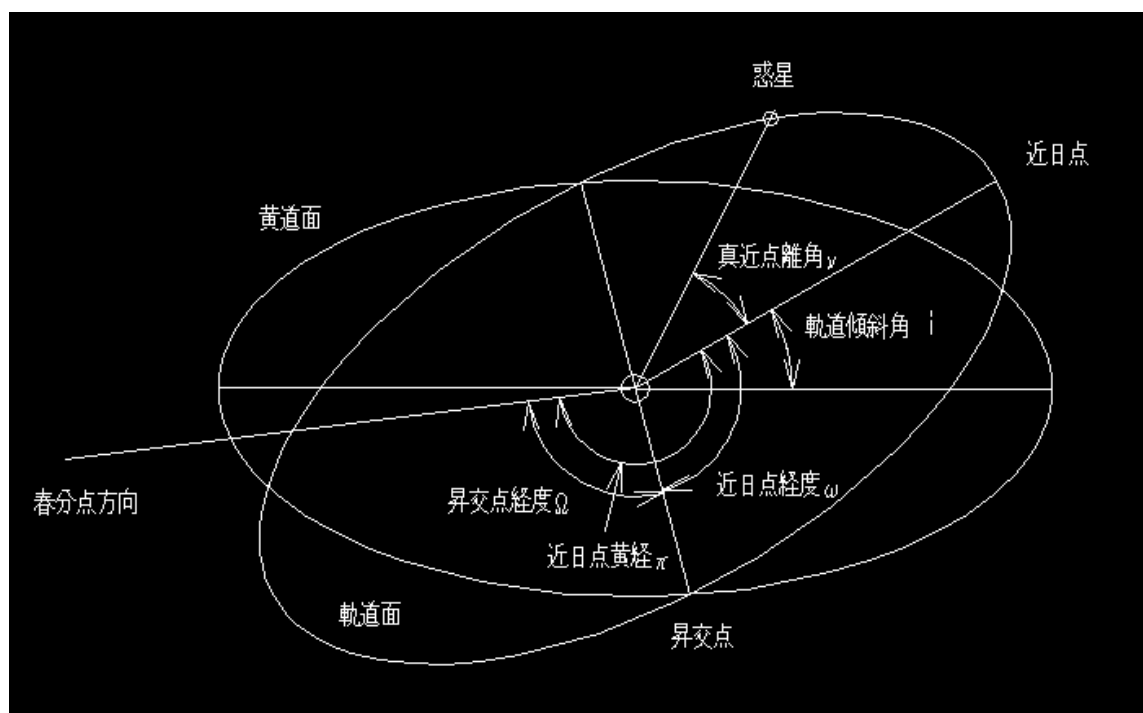 惑星
近日点
黄道面
真近点離角ν
軌道傾斜角 i
春分点方向
昇交点経度Ω
近日点経度ω
近日点黄経π
軌道面
昇交点